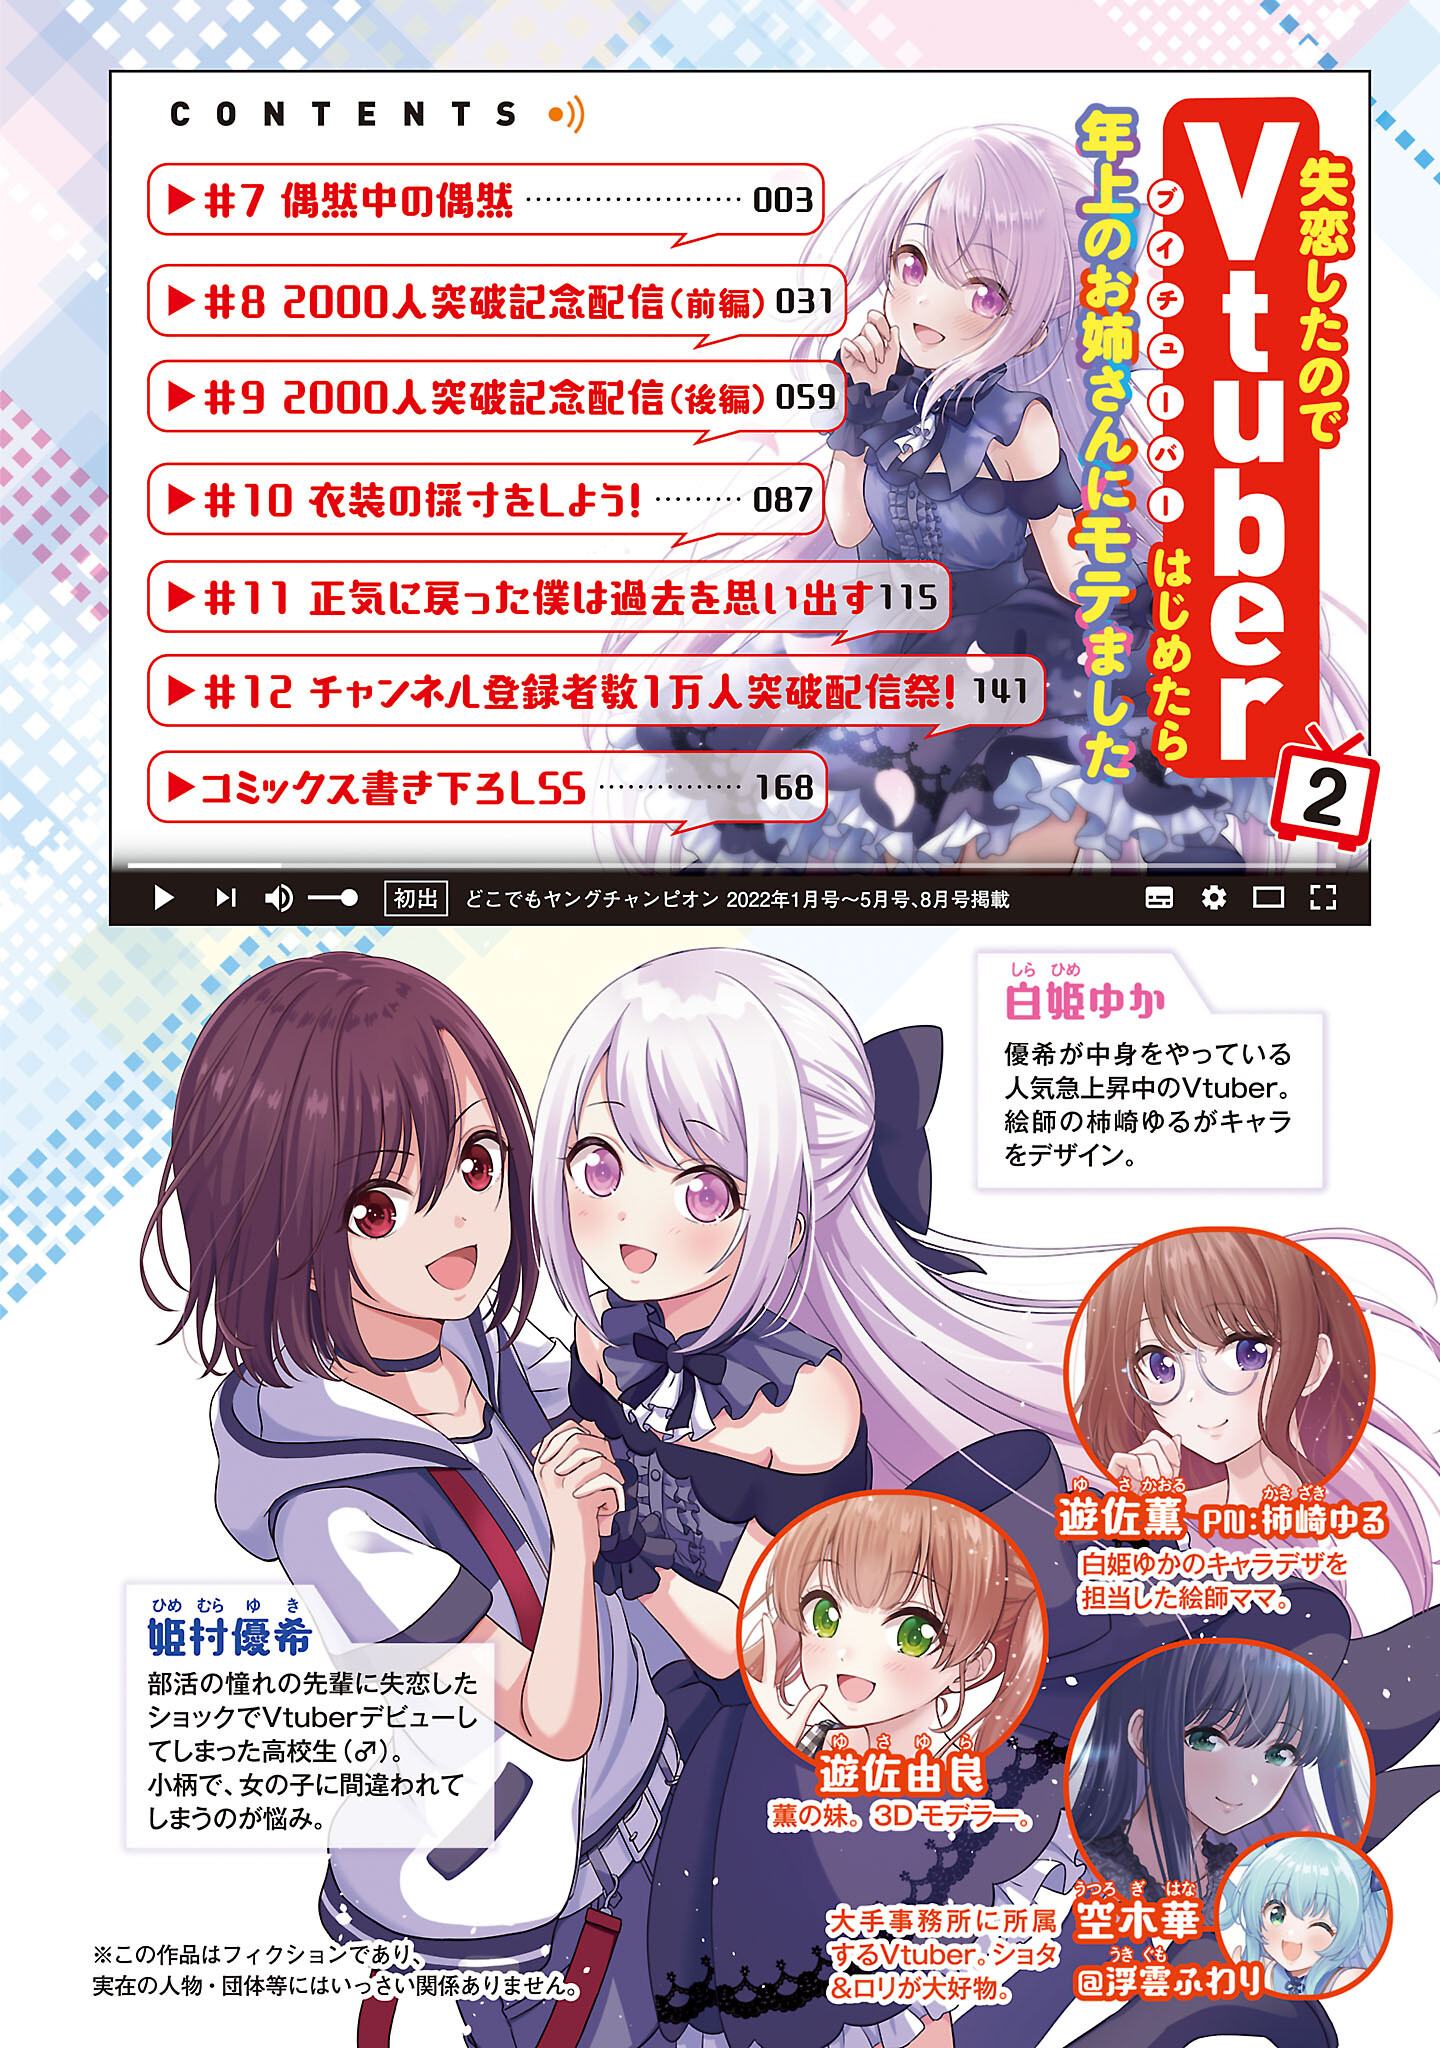 CONTENTS
失恋したので
Vtuber
ブイチューバー
はじめたら
年上のお姉さんにモテました
2
▶#7 偶然中の偶然 …………………… 003
▶#8 2000人突破記念配信(前編) 031
▶#9 2000人突破記念配信(後編) 059
▶#10 衣装の採寸をしよう! ……… 087
▶#11 正気に戻った僕は過去を思い出す 115
▶#12 チャンネル登録者数1万人突破配信祭! 141
▶コミックス書き下ろしSS …………… 168
初出 どこでもヤングチャンピオン 2022年1月号~5月号、8月号掲載
しら ひめ
白姫ゆか
優希が中身をやっている
人気急上昇中のVtuber。
絵師の柿崎ゆるがキャラ
をデザイン。
ゆ さ かおる かき ざき
遊佐薫 PN:柿崎ゆる
白姫ゆかのキャラデザを
担当した絵師ママ。
ひめ むら ゆ き
姫村優希
部活の憧れの先輩に失恋した
ショックでVtuberデビューし
てしまった高校生(♂)。
小柄で、女の子に間違われて
しまうのが悩み。
ゆ さ ゆ ら
遊佐由良
薫の妹。3Dモデラー。
うつろ ぎ はな
空木華
うき ぐも
@浮雲ふわり
大手事務所に所属
するVtuber。ショタ
&ロリが大好物。
※この作品はフィクションであり、
実在の人物・団体等にはいっさい関係ありません。